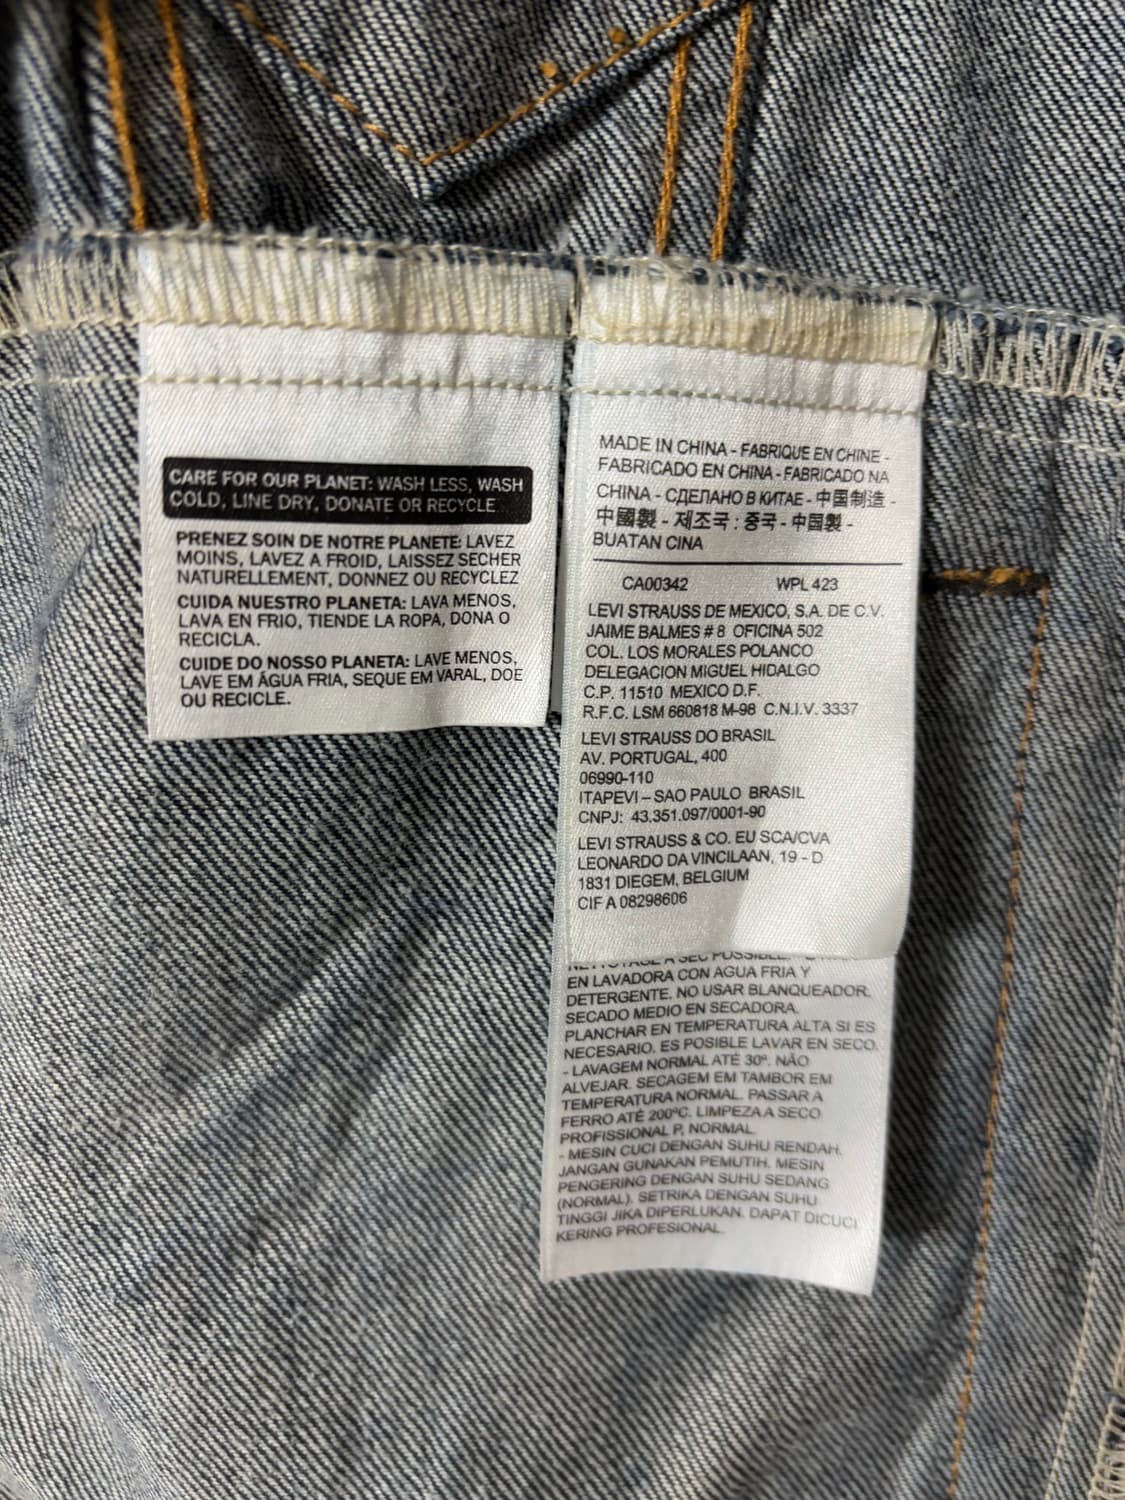 CARE FOR OUR PLANET: WASH LESS, WASH
COLD, LINE DRY, DONATE OR RECYCLE
PRENEZ SOIN DE NOTRE PLANETE: LAVEZ
MOINS, LAVEZ A FROID, LAISSEZ SECHER
NATURELLEMENT, DONNEZ OU RECYCLEZ
CUIDA NUESTRO PLANETA: LAVA MENOS,
LAVA EN FRIO, TIENDE LA ROPA, DONA O
RECICLA.
CUIDE DO NOSSO PLANETA: LAVE MENOS,
LAVE EM ÁGUA FRIA, SEQUE EM VARAL, DOE
OU RECICLE.
MADE IN CHINA - FABRIQUE EN CHINE -
FABRICADO EN CHINA - FABRICADO NA
CHINA - СДЕЛАНО В КИТАЕ - 中国制造 -
中國製 - 제조국 : 중국 - 中国製 -
BUATAN CINA
CA00342 WPL 423
LEVI STRAUSS DE MEXICO, S.A. DE C.V.
JAIME BALMES # 8 OFICINA 502
COL. LOS MORALES POLANCO
DELEGACION MIGUEL HIDALGO
C.P. 11510 MEXICO D.F.
R.F.C. LSM 660818 M-98 C.N.I.V. 3337
LEVI STRAUSS DO BRASIL
AV. PORTUGAL, 400
06990-110
ITAPEVI – SAO PAULO BRASIL
CNPJ: 43.351.097/0001-90
LEVI STRAUSS & CO. EU SCA/CVA
LEONARDO DA VINCILAAN, 19 - D
1831 DIEGEM, BELGIUM
CIF A 08298606
NETTOYAGE A SEC POSSIBLE.
EN LAVADORA CON AGUA FRIA Y
DETERGENTE. NO USAR BLANQUEADOR.
SECADO MEDIO EN SECADORA.
PLANCHAR EN TEMPERATURA ALTA SI ES
NECESARIO. ES POSIBLE LAVAR EN SECO.
- LAVAGEM NORMAL ATÉ 30º. NÃO
ALVEJAR. SECAGEM EM TAMBOR EM
TEMPERATURA NORMAL. PASSAR A
FERRO ATÉ 200ºC. LIMPEZA A SECO
PROFISSIONAL P, NORMAL.
- MESIN CUCI DENGAN SUHU RENDAH.
JANGAN GUNAKAN PEMUTIH. MESIN
PENGERING DENGAN SUHU SEDANG
(NORMAL). SETRIKA DENGAN SUHU
TINGGI JIKA DIPERLUKAN. DAPAT DICUCI
KERING PROFESIONAL.